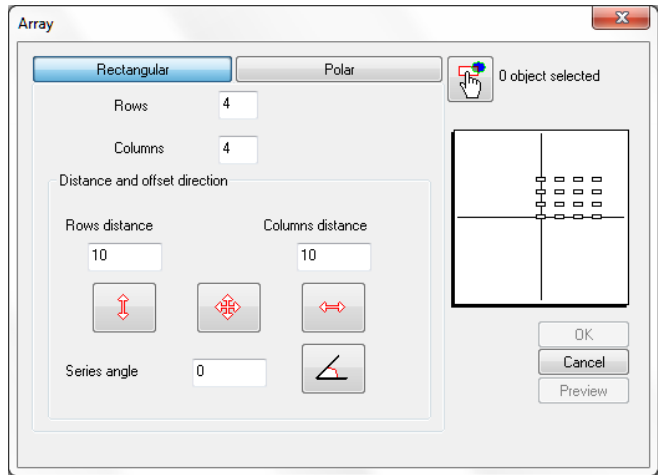 Array
Rectangular
Polar
0 object selected
Rows
4
Columns
4
Distance and offset direction
Rows distance
Columns distance
10
10
Series angle
0
OK
Cancel
Preview